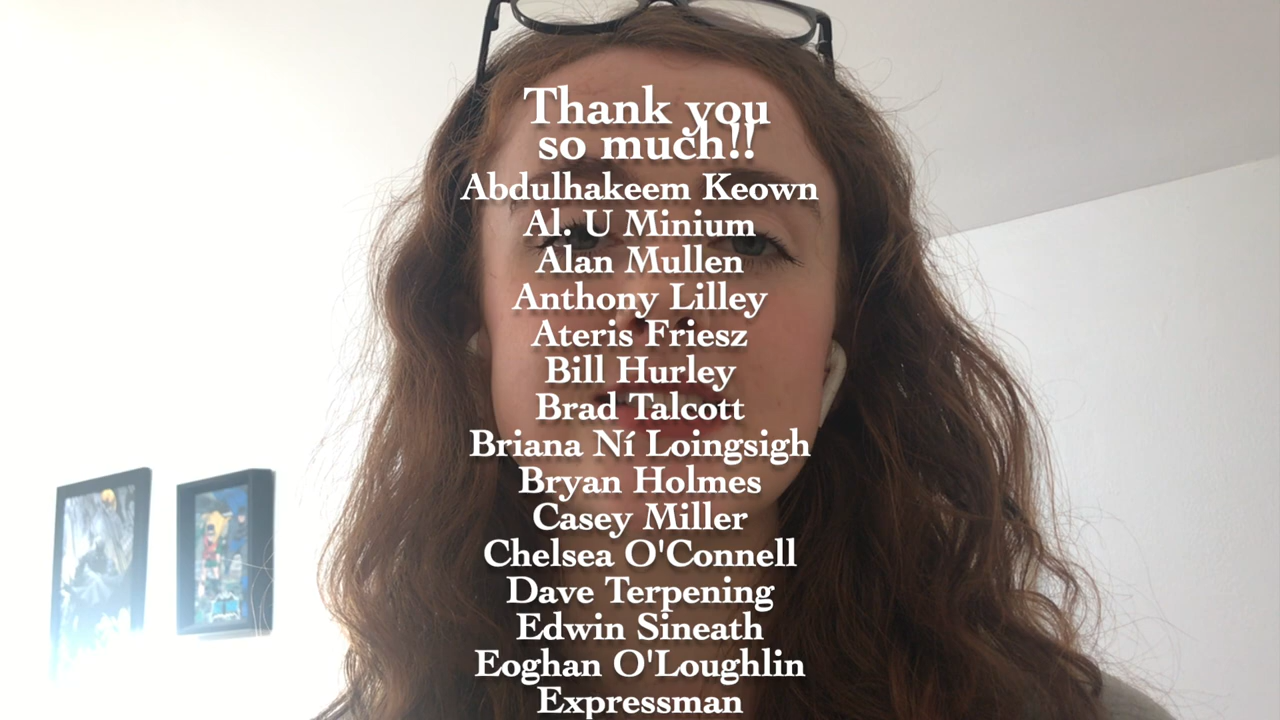 Thank you
so much!!
Abdulhakeem Keown
Al. U Minium
Alan Mullen
Anthony Lilley
Ateris Friesz
Bill Hurley
Brad Talcott
Briana Ní Loingsigh
Bryan Holmes
Casey Miller
Chelsea O'Connell
Dave Terpening
Edwin Sineath
Eoghan O'Loughlin
Expressman